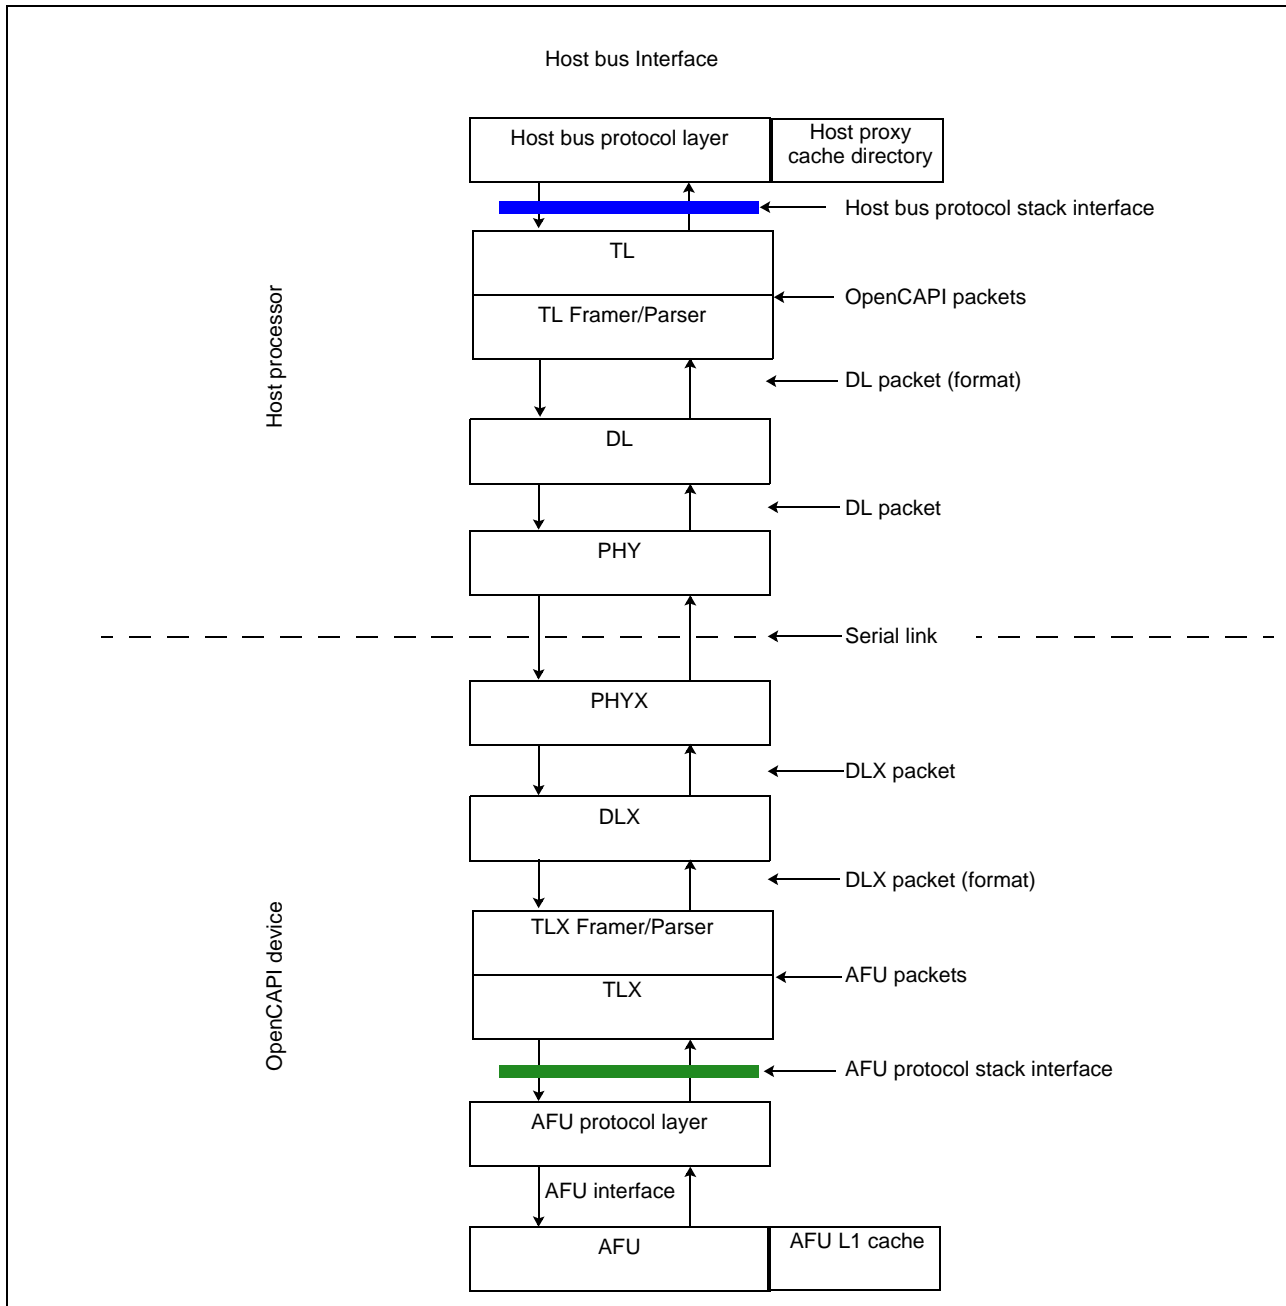 Host bus Interface
Host bus protocol layer
Host proxy
cache directory
Host bus protocol stack interface
TL
OpenCAPI packets
TL Framer/Parser
DL packet (format)
Host processor
DL
DL packet
PHY
Serial link
PHYX
DLX packet
DLX
DLX packet (format)
TLX Framer/Parser
AFU packets
TLX
OpenCAPI device
AFU protocol stack interface
AFU protocol layer
AFU interface
AFU
AFU L1 cache